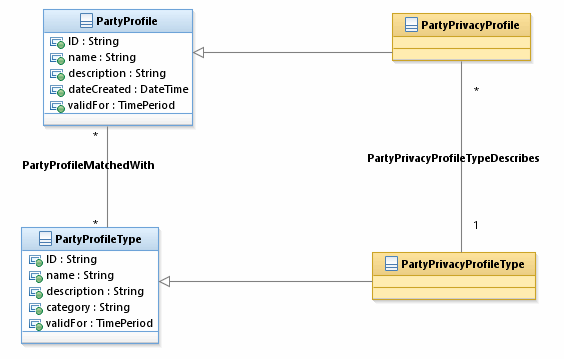 PartyProfile
ID : String
name : String
description : String
dateCreated : DateTime
validFor : TimePeriod
PartyPrivacyProfile
*
*
PartyProfileMatchedWith
PartyPrivacyProfileTypeDescribes
*
1
PartyProfileType
ID : String
name : String
description : String
category : String
validFor : TimePeriod
PartyPrivacyProfileType